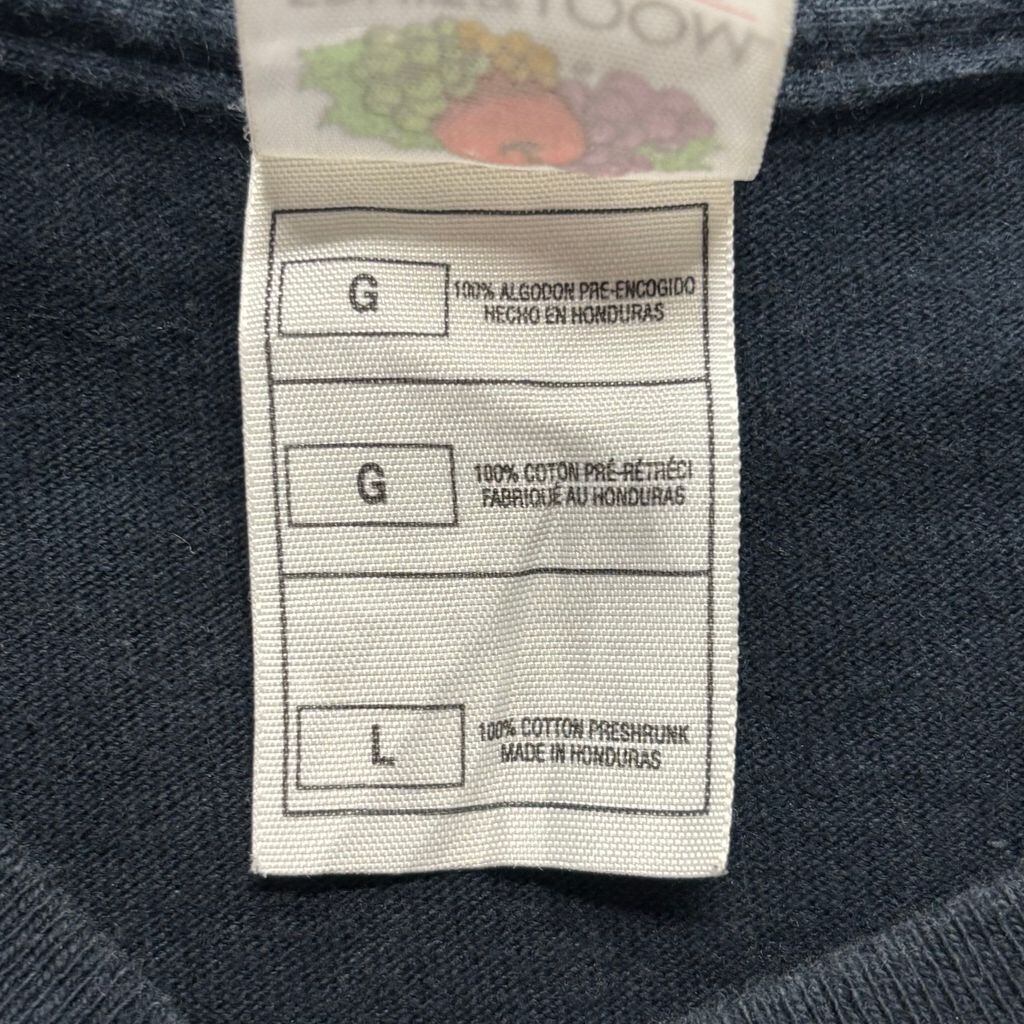 G
100% ALGODON PRE-ENCOGIDO
HECHO EN HONDURAS
G
100% COTON PRÉ-RÉTRÉCI
FABRIQUÉ AU HONDURAS
L
100% COTTON PRESHRUNK
MADE IN HONDURAS